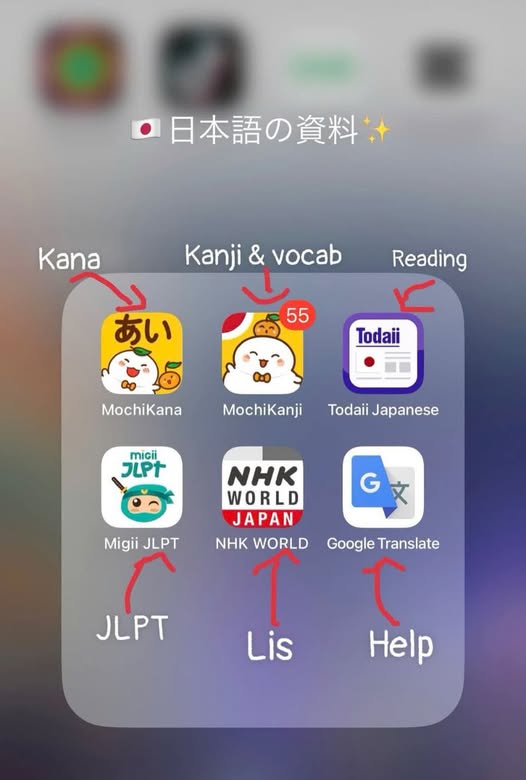 🇯🇵日本語の資料✨
Kana
Kanji & vocab
Reading
あい
55
Todaii
MochiKana
MochiKanji
Todaii Japanese
migii
JLPT
NHK
WORLD
JAPAN
G
文
Migii JLPT
NHK WORLD
Google Translate
JLPT
Lis
Help